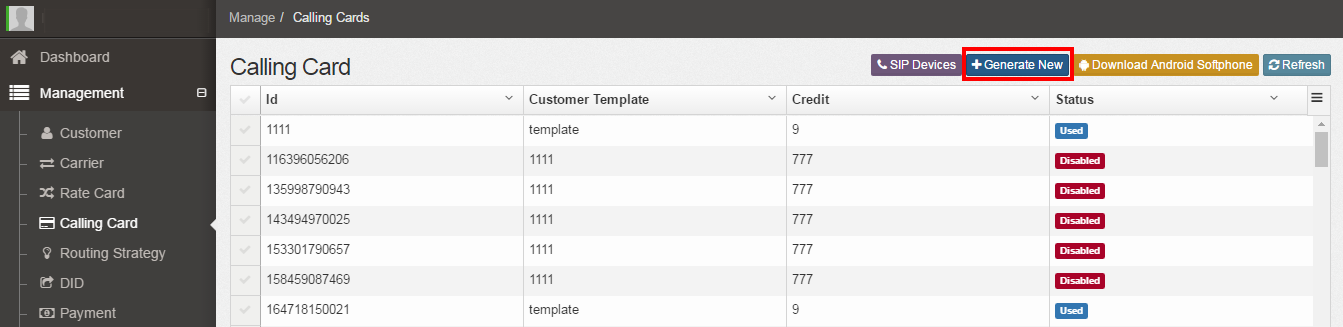 Manage / Calling Cards
Dashboard
Management
Customer
Carrier
Rate Card
Calling Card
Routing Strategy
DID
Payment
Calling Card
SIP Devices Generate New Download Android Softphone Refresh
Id Customer Template Credit Status
1111 template 9 Used
116396056206 1111 777 Disabled
135998790943 1111 777 Disabled
143494970025 1111 777 Disabled
153301790657 1111 777 Disabled
158459087469 1111 777 Disabled
164718150021 template 9 Used